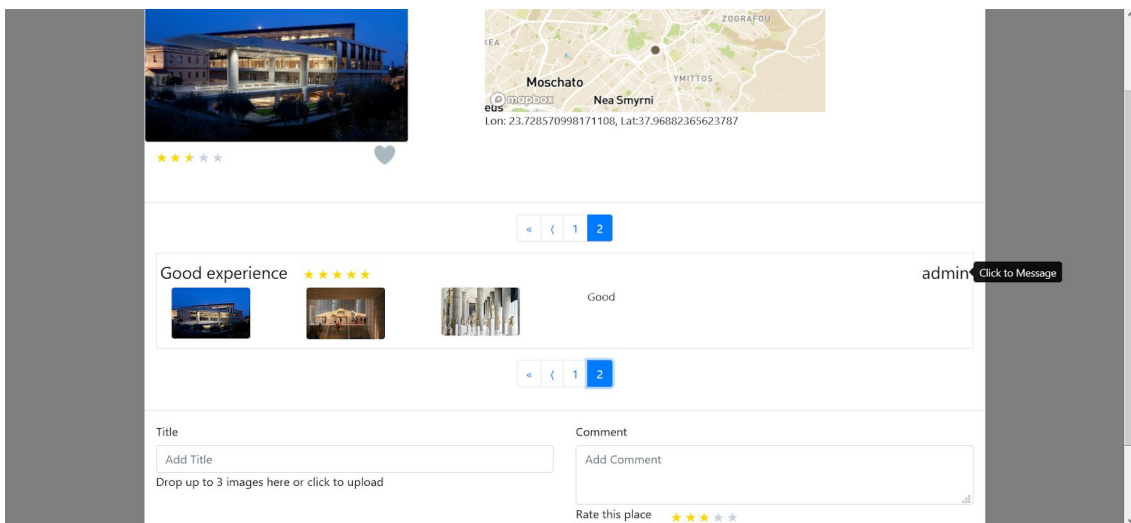 ZOGRAFOU
KEA
Moschato
YMITTOS
mapbox
Nea Smyrni
eus
Lon: 23.728570998171108, Lat:37.96882365623787
« ⟨ 1 2
Good experience
admin
Click to Message
Good
« ⟨ 1 2
Title
Comment
Add Title
Add Comment
Drop up to 3 images here or click to upload
Rate this place